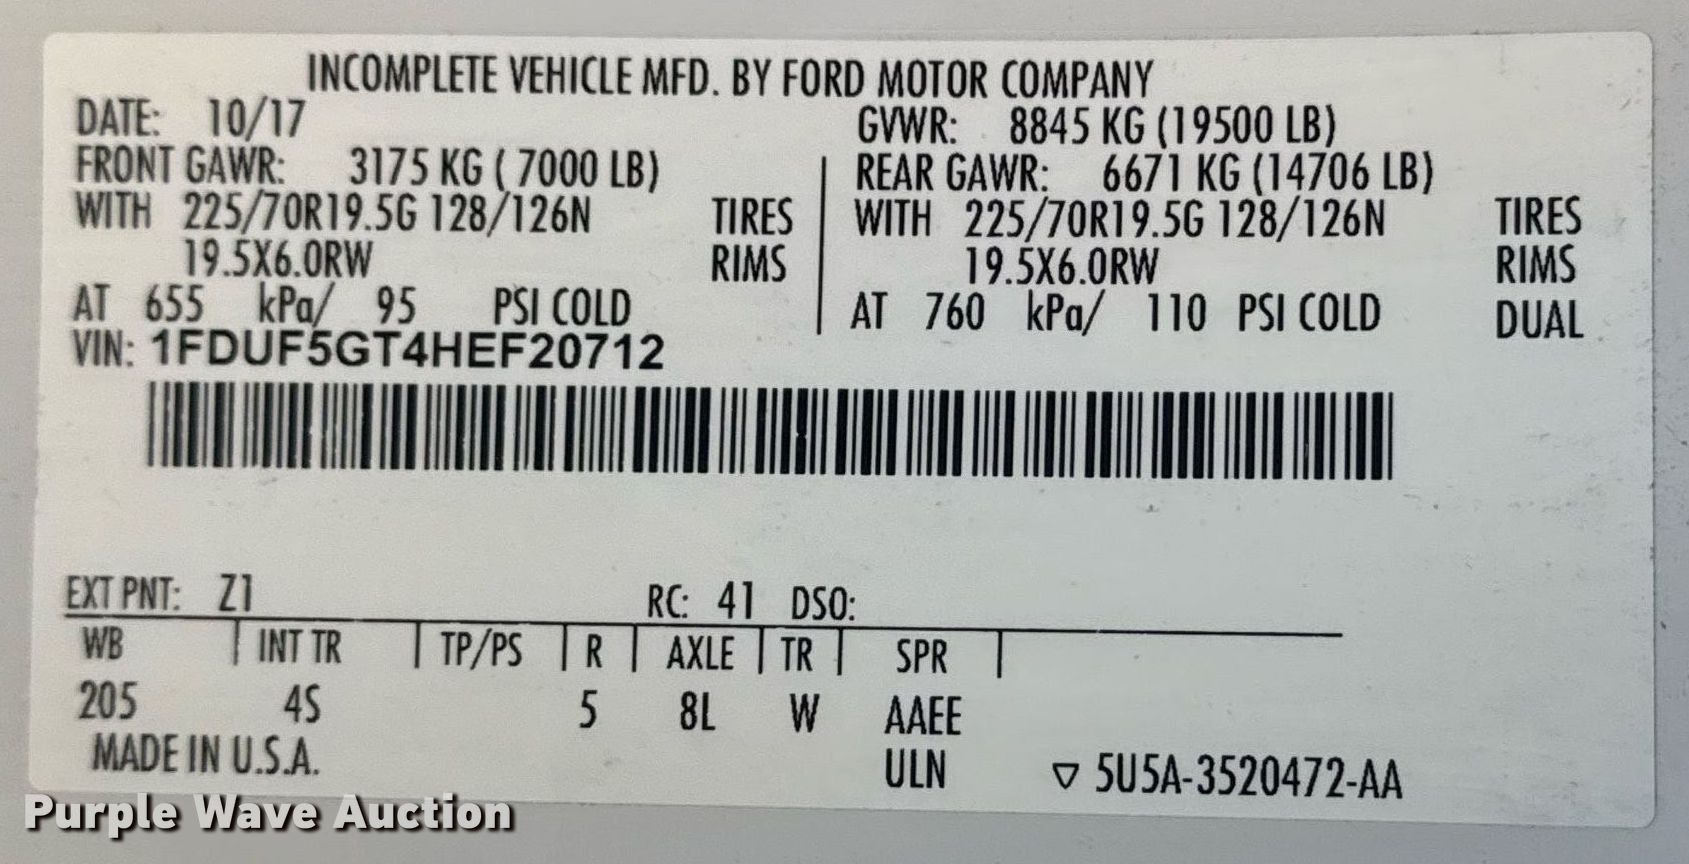 INCOMPLETE VEHICLE MFD. BY FORD MOTOR COMPANY
DATE: 10/17 GVWR: 8845 KG (19500 LB)
FRONT GAWR: 3175 KG ( 7000 LB) REAR GAWR: 6671 KG (14706 LB)
WITH 225/70R19.5G 128/126N TIRES WITH 225/70R19.5G 128/126N TIRES
19.5X6.0RW RIMS 19.5X6.0RW RIMS
AT 655 kPa/ 95 PSI COLD AT 760 kPa/ 110 PSI COLD DUAL
VIN: 1FDUF5GT4HEF20712
EXT PNT: Z1 RC: 41 DSO:
WB INT TR TP/PS R AXLE TR SPR
205 4S 5 8L W AAEE
MADE IN U.S.A. ULN ▽ 5U5A-3520472-AA
Purple Wave Auction